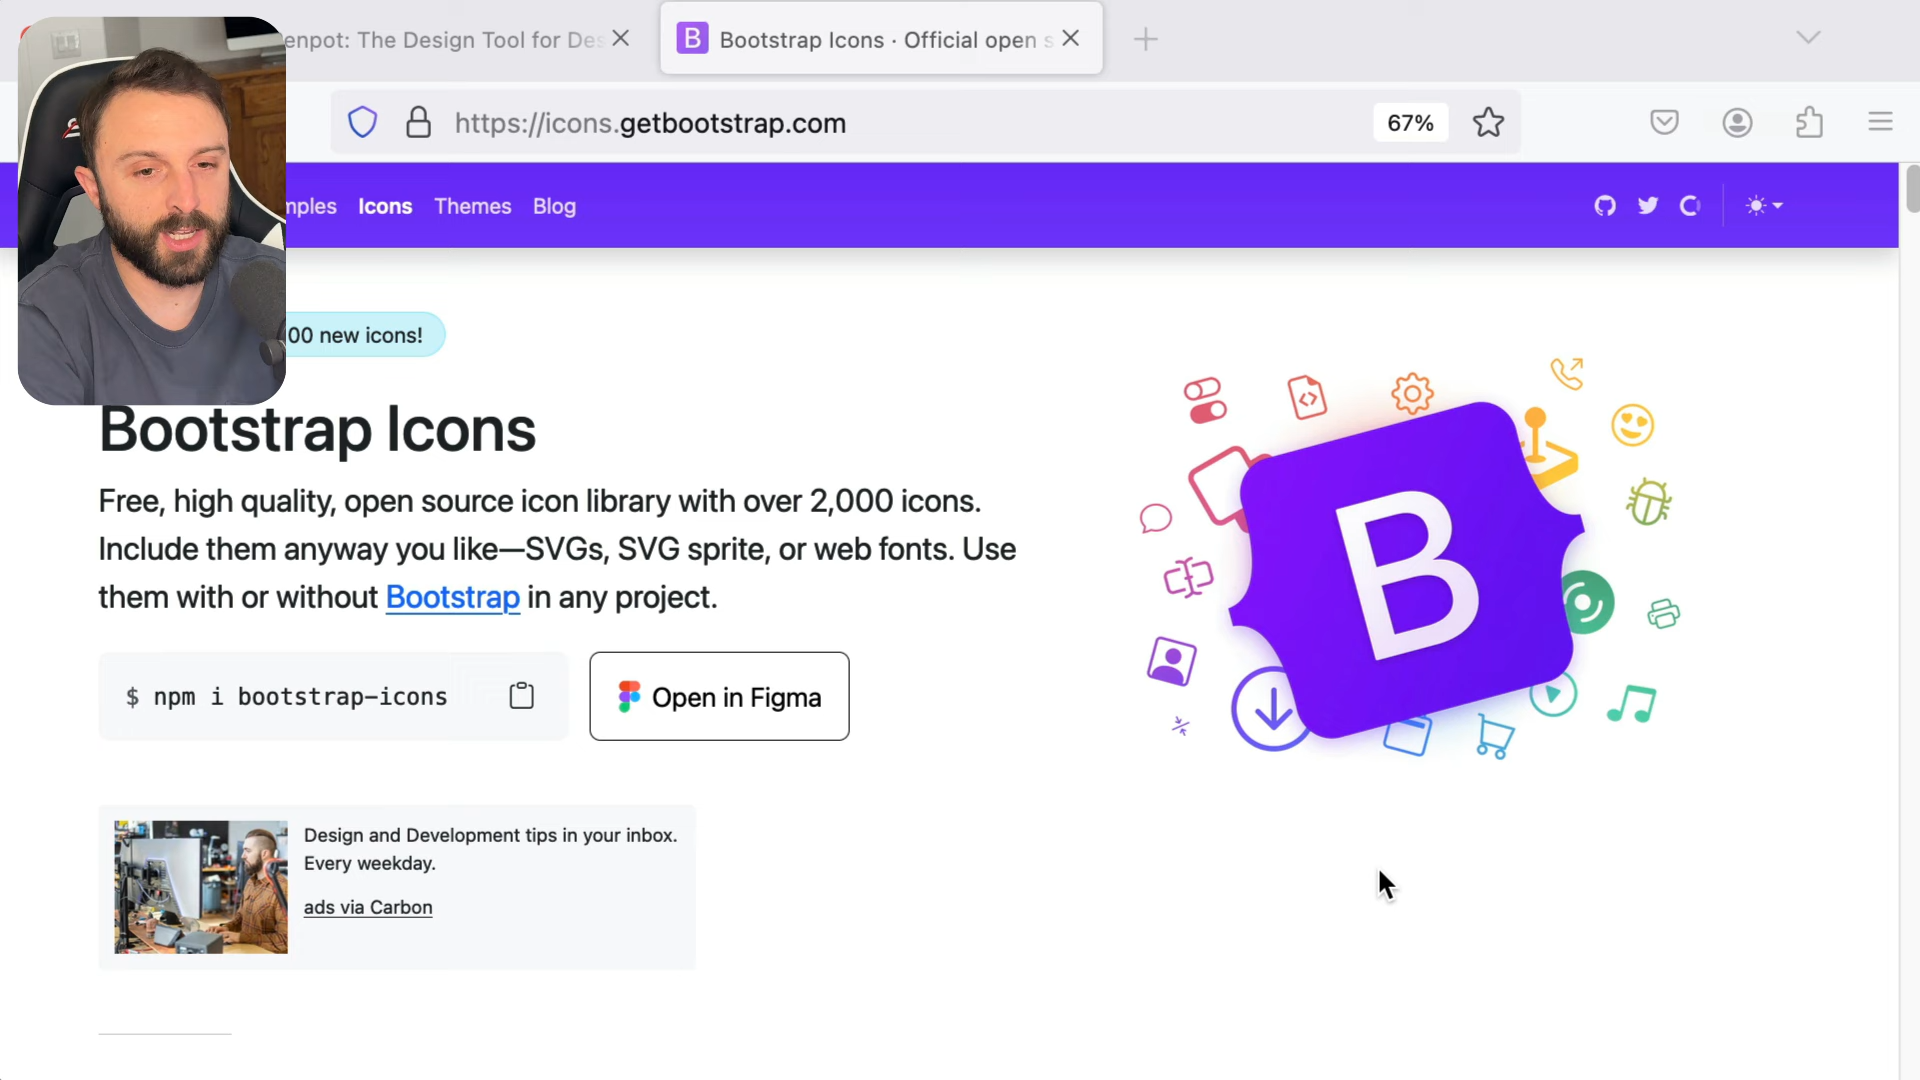 enpot: The Design Tool for Des
Bootstrap Icons · Official open s
https://icons.getbootstrap.com
67%
mples
Icons
Themes
Blog
00 new icons!
Bootstrap Icons
Free, high quality, open source icon library with over 2,000 icons.
Include them anyway you like—SVGs, SVG sprite, or web fonts. Use
them with or without Bootstrap in any project.
$ npm i bootstrap-icons
Open in Figma
B
Design and Development tips in your inbox.
Every weekday.
ads via Carbon